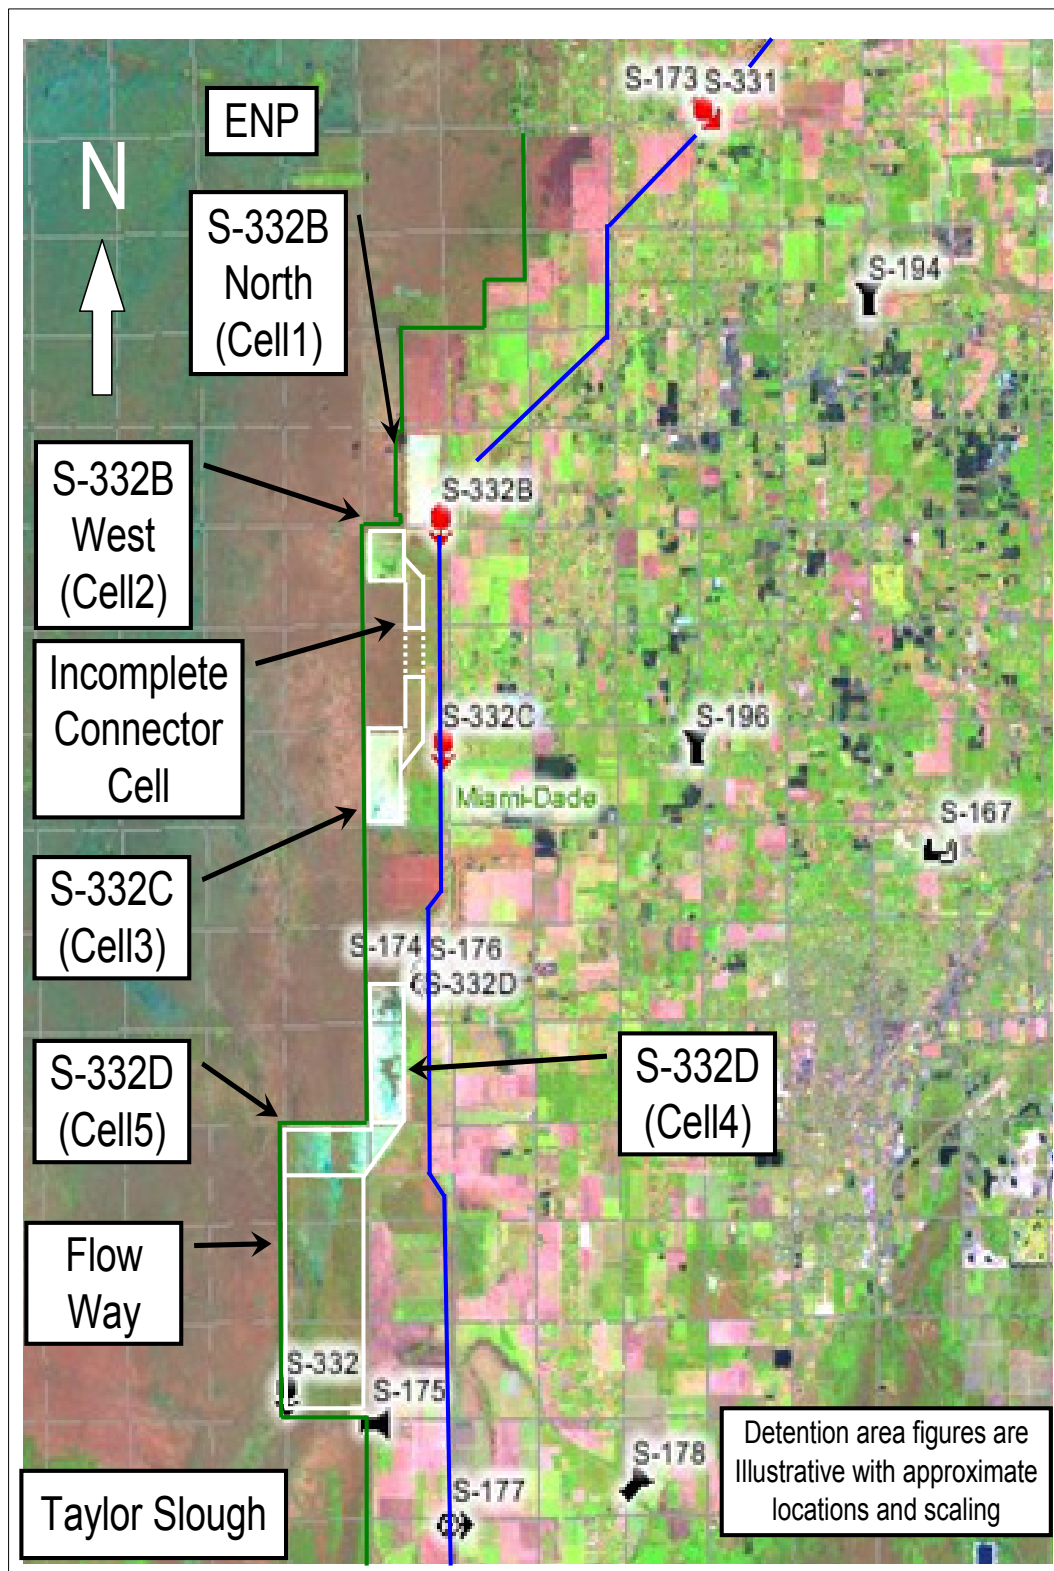 S-173 S-331
ENP
N
S-332B
North
(Cell1)
S-194
S-332B
West
(Cell2)
S-332B
Incomplete
Connector
Cell
S-332C
S-196
Miami-Dade
S-167
S-332C
(Cell3)
S-174 S-176
S-332D
S-332D
(Cell5)
S-332D
(Cell4)
Flow
Way
S-332
S-175
S-178
S-177
Detention area figures are
Illustrative with approximate
locations and scaling
Taylor Slough